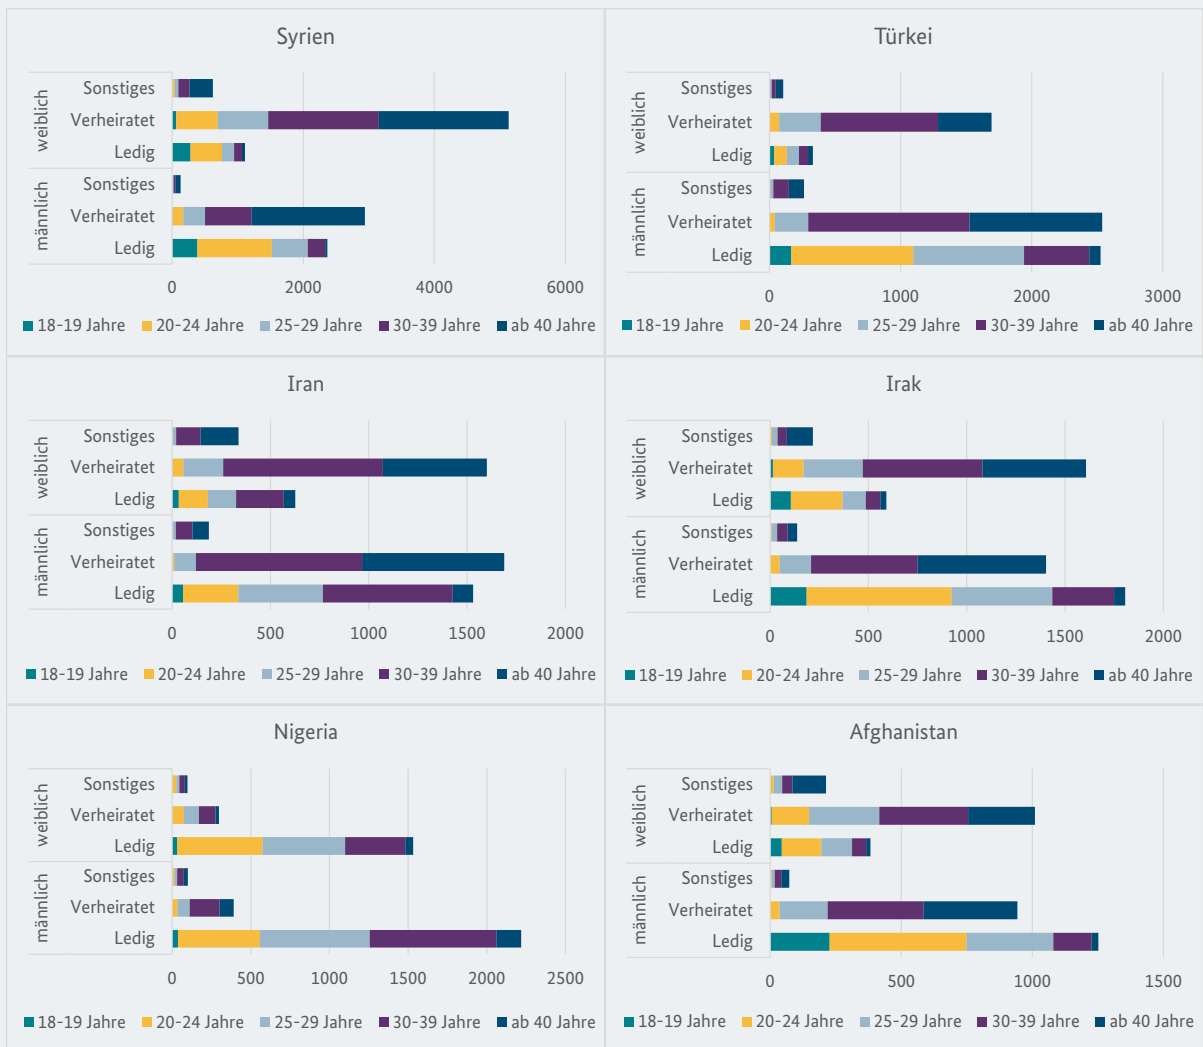 Syrien
weiblich
Sonstiges
Verheiratet
Ledig
männlich
Sonstiges
Verheiratet
Ledig
0 2000 4000 6000
18-19 Jahre 20-24 Jahre 25-29 Jahre 30-39 Jahre ab 40 Jahre
Türkei
weiblich
Sonstiges
Verheiratet
Ledig
männlich
Sonstiges
Verheiratet
Ledig
0 1000 2000 3000
18-19 Jahre 20-24 Jahre 25-29 Jahre 30-39 Jahre ab 40 Jahre
Iran
weiblich
Sonstiges
Verheiratet
Ledig
männlich
Sonstiges
Verheiratet
Ledig
0 500 1000 1500 2000
18-19 Jahre 20-24 Jahre 25-29 Jahre 30-39 Jahre ab 40 Jahre
Irak
weiblich
Sonstiges
Verheiratet
Ledig
männlich
Sonstiges
Verheiratet
Ledig
0 500 1000 1500 2000
18-19 Jahre 20-24 Jahre 25-29 Jahre 30-39 Jahre ab 40 Jahre
Nigeria
weiblich
Sonstiges
Verheiratet
Ledig
männlich
Sonstiges
Verheiratet
Ledig
0 500 1000 1500 2000 2500
18-19 Jahre 20-24 Jahre 25-29 Jahre 30-39 Jahre ab 40 Jahre
Afghanistan
weiblich
Sonstiges
Verheiratet
Ledig
männlich
Sonstiges
Verheiratet
Ledig
0 500 1000 1500
18-19 Jahre 20-24 Jahre 25-29 Jahre 30-39 Jahre ab 40 Jahre